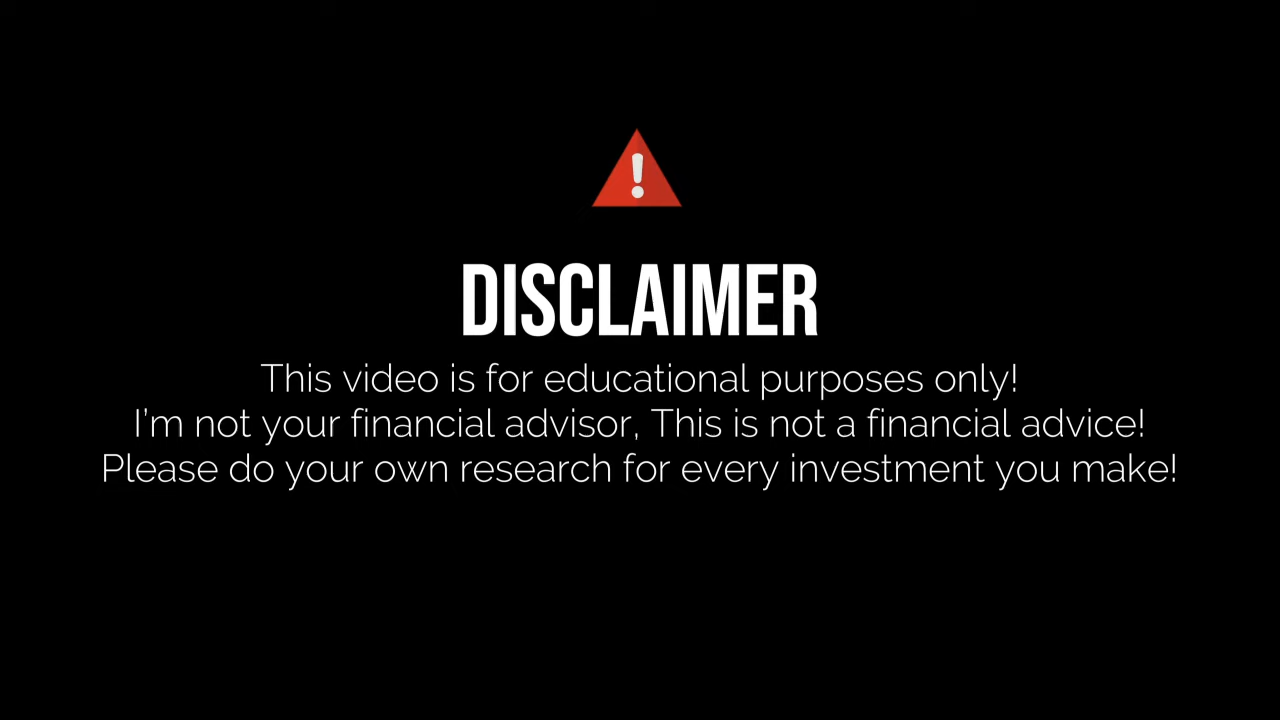 DISCLAIMER
This video is for educational purposes only!
I'm not your financial advisor, This is not a financial advice!
Please do your own research for every investment you make!